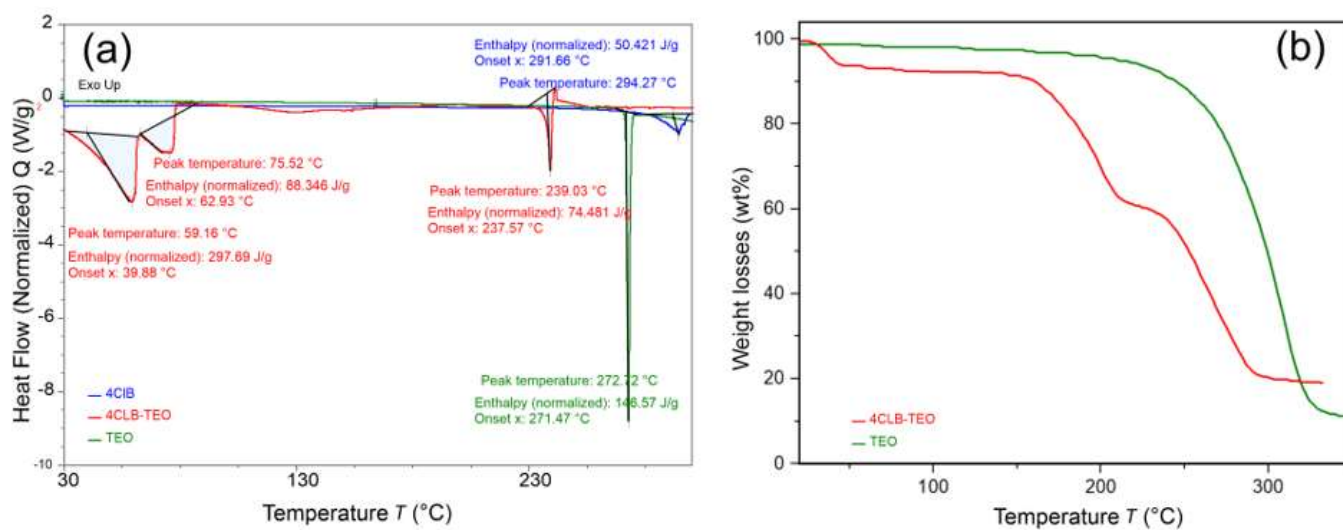 (a)
Heat Flow (Normalized) Q (W/g)
2
0
-2
-4
-6
-8
-10
Exo Up
Enthalpy (normalized): 50.421 J/g
Onset x: 291.66 °C
Peak temperature: 294.27 °C
Peak temperature: 75.52 °C
Enthalpy (normalized): 88.346 J/g
Onset x: 62.93 °C
Peak temperature: 59.16 °C
Enthalpy (normalized): 297.69 J/g
Onset x: 39.88 °C
Peak temperature: 239.03 °C
Enthalpy (normalized): 74.481 J/g
Onset x: 237.57 °C
Peak temperature: 272.72 °C
Enthalpy (normalized): 146.57 J/g
Onset x: 271.47 °C
4ClB
4CLB-TEO
TEO
30
130
230
Temperature T (°C)
(b)
Weight losses (wt%)
100
80
60
40
20
0
4CLB-TEO
TEO
100
200
300
Temperature T (°C)